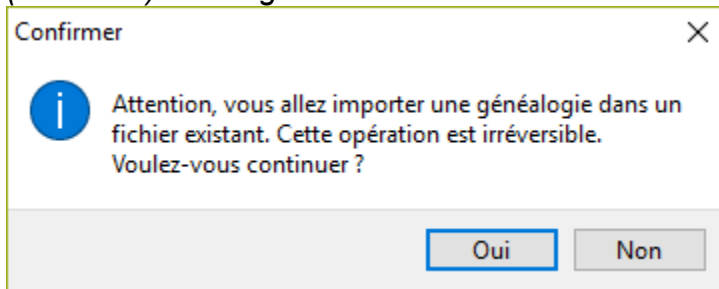 Confirmer
Attention, vous allez importer une généalogie dans un
fichier existant. Cette opération est irréversible.
Voulez-vous continuer ?
Oui Non